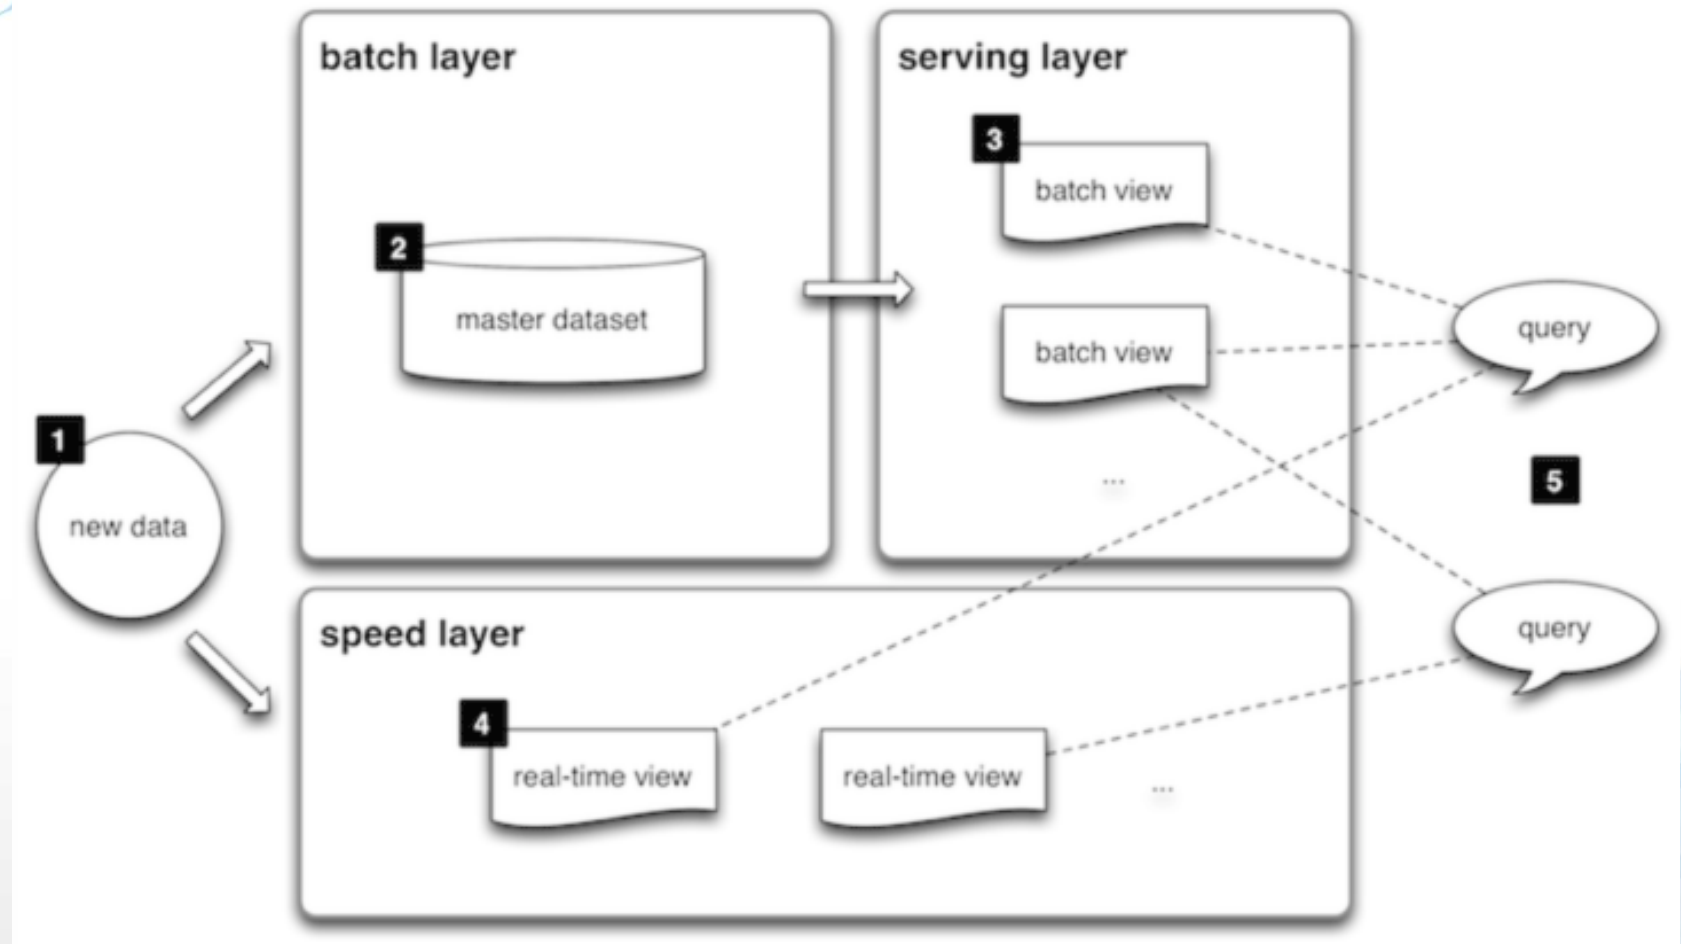 batch layer
serving layer
3
batch view
2
master dataset
batch view
query
1
new data
...
5
speed layer
query
4
real-time view
real-time view
...